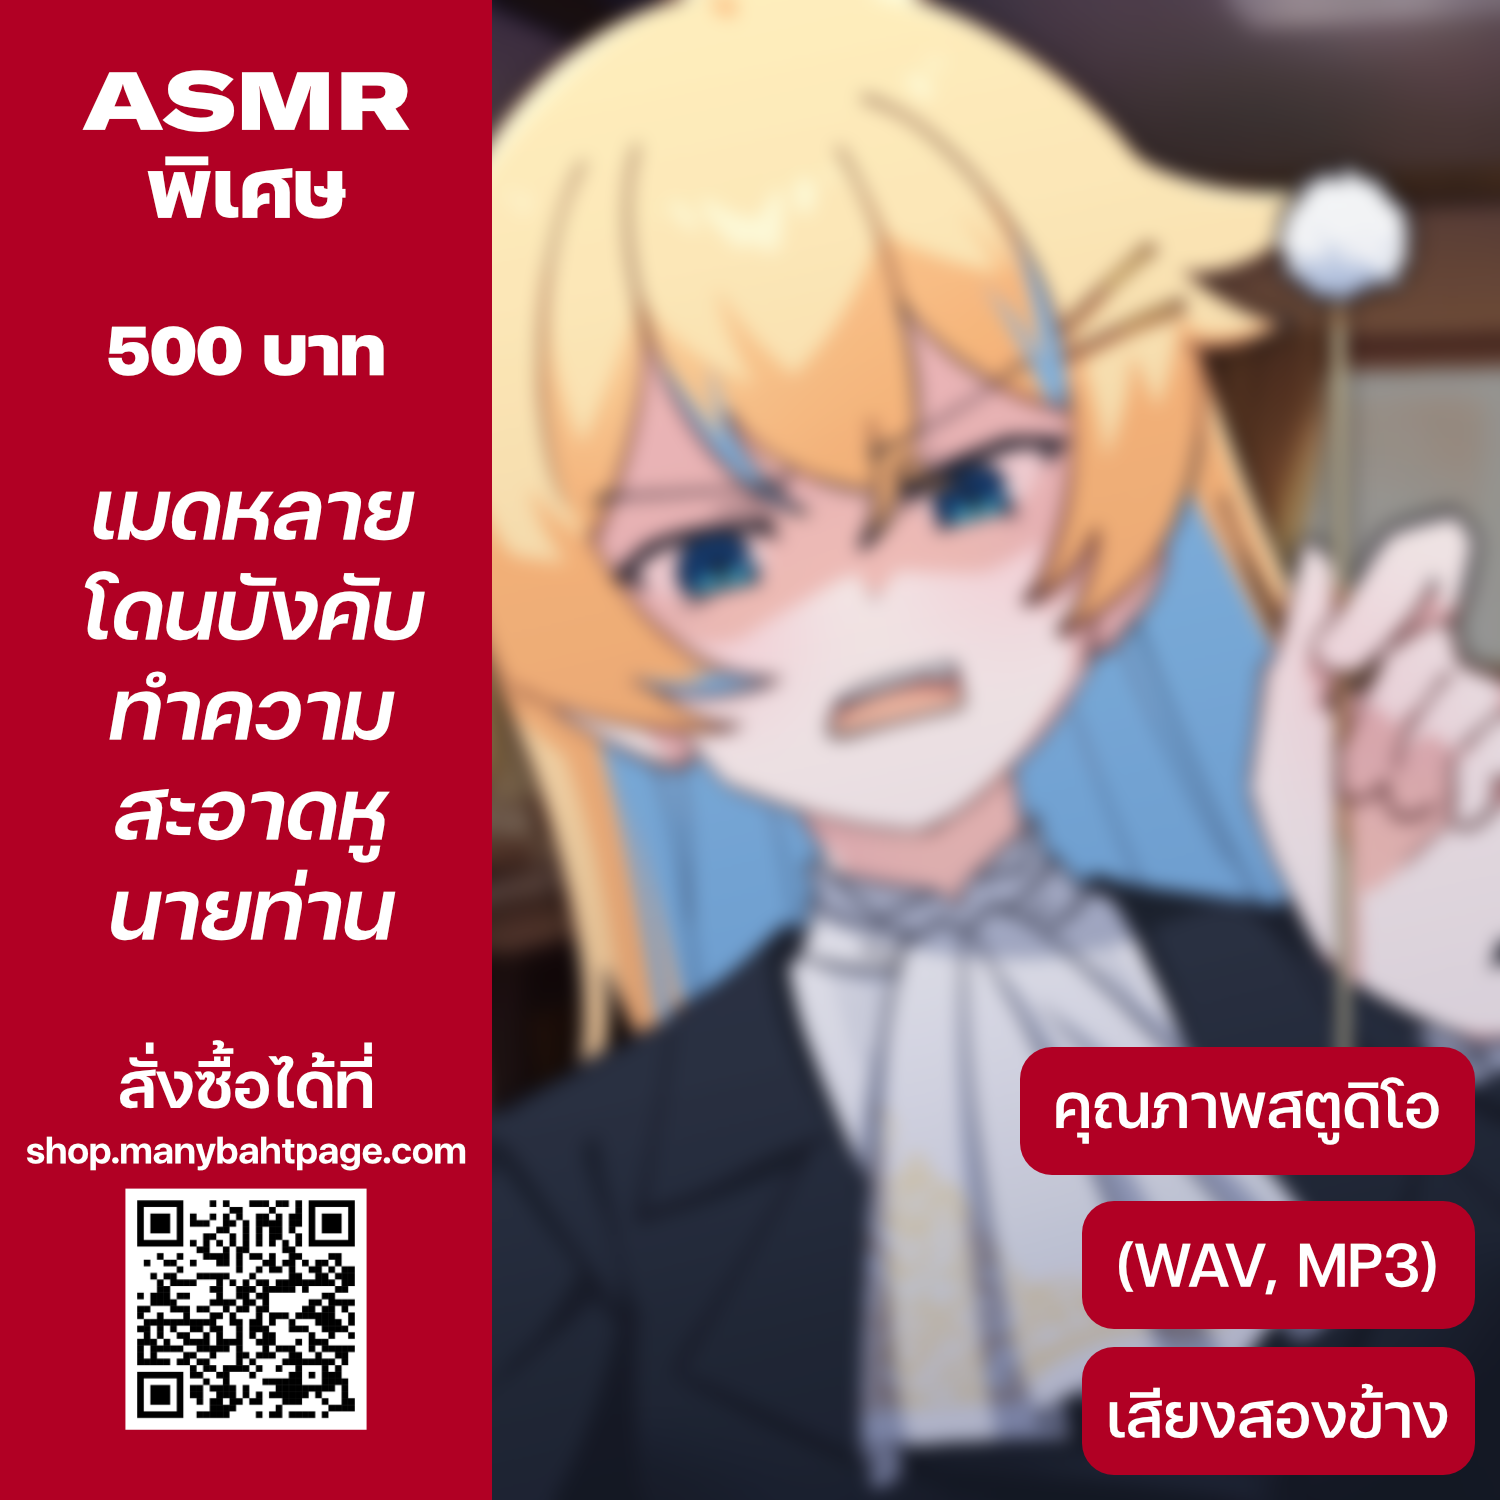 ASMR
พิเศษ
500 บาท
เมดหลาย
โดนบังคับ
ทำความ
สะอาดหู
นายท่าน
สั่งซื้อได้ที่
shop.manybahtpage.com
คุณภาพสตูดิโอ
(WAV, MP3)
เสียงสองข้าง